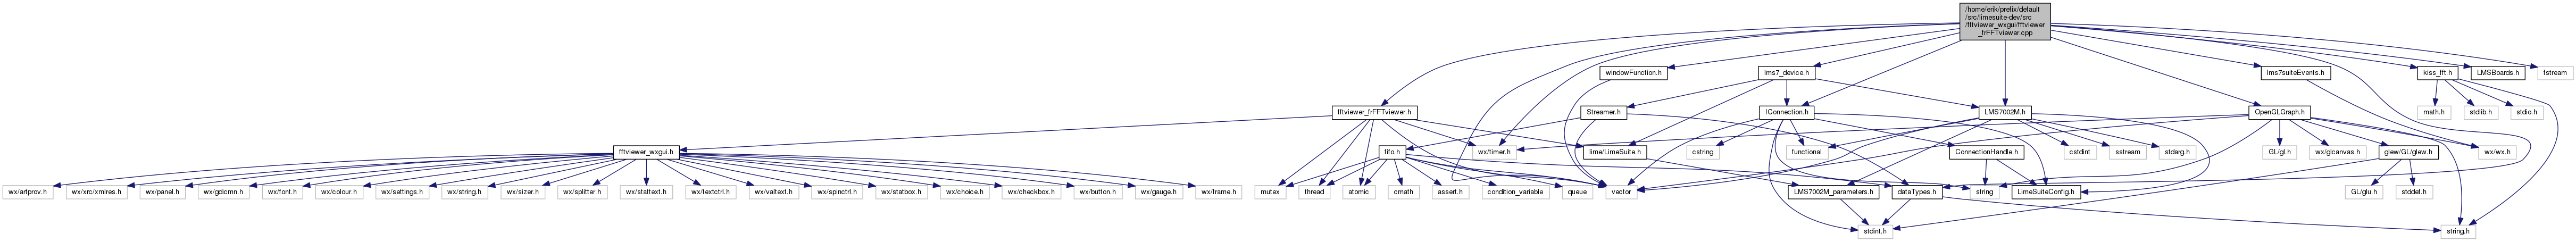 /home/erik/prefix/default
/src/limesuite-dev/src
/fftviewer_wxgui/fftviewer
_frFFTviewer.cpp
windowFunction.h
lms7_device.h
lms7suiteEvents.h
kiss_fft.h
LMSBoards.h
fstream
fftviewer_frFFTviewer.h
Streamer.h
IConnection.h
LMS7002M.h
OpenGLGraph.h
math.h
stdlib.h
stdio.h
fftviewer_wxgui.h
fifo.h
wx/timer.h
lime/LimeSuite.h
cstring
functional
ConnectionHandle.h
cstdint
sstream
stdarg.h
GL/gl.h
wx/glcanvas.h
glew/GL/glew.h
wx/wx.h
wx/artprov.h
wx/src/xmlres.h
wx/panel.h
wx/gdicmn.h
wx/font.h
wx/colour.h
wx/settings.h
wx/string.h
wx/sizer.h
wx/splitter.h
wx/stattext.h
wx/textctrl.h
wx/valtext.h
wx/spinctrl.h
wx/statbox.h
wx/choice.h
wx/checkbox.h
wx/button.h
wx/gauge.h
wx/frame.h
mutex
thread
atomic
cmath
assert.h
condition_variable
queue
vector
LMS7002M_parameters.h
dataTypes.h
string
LimeSuiteConfig.h
GL/glu.h
stddef.h
stdint.h
string.h